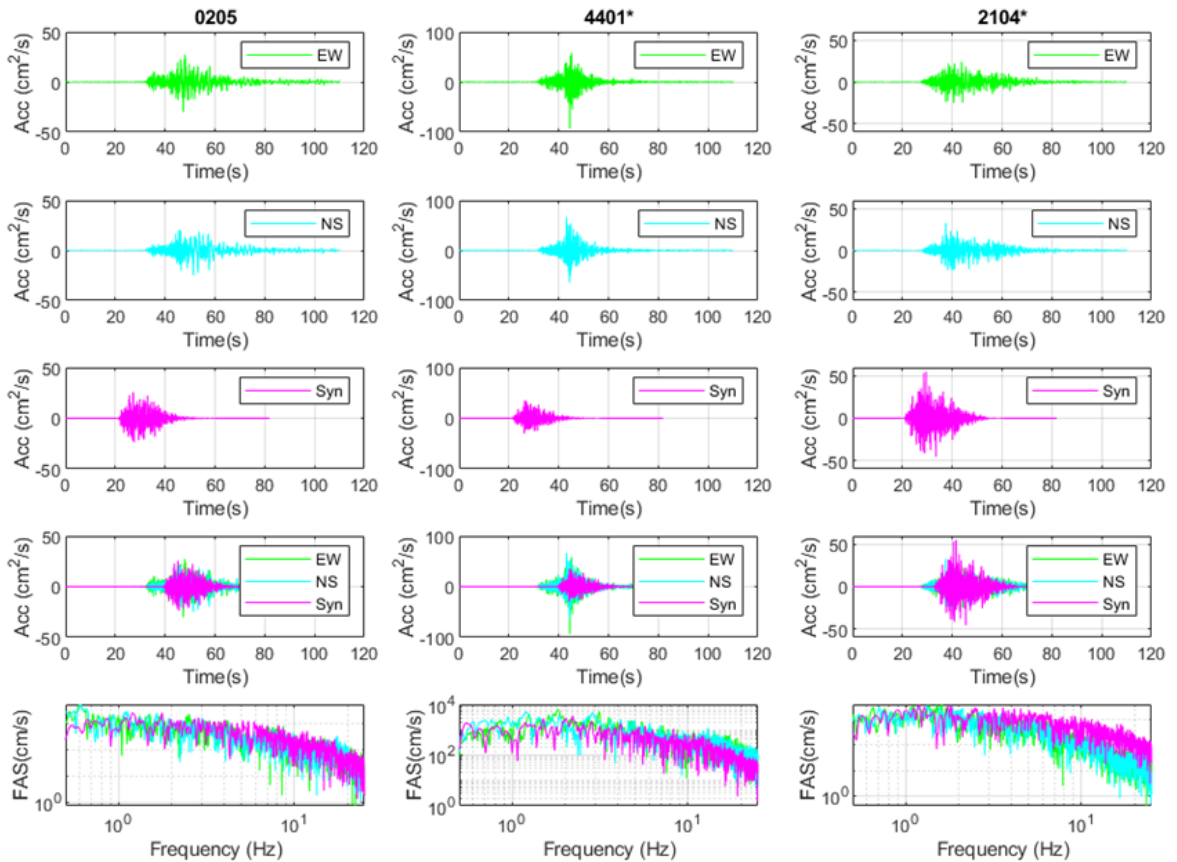 0205 4401* 2104*
50 100 50
EW EW EW
Acc (cm²/s) 0 Acc (cm²/s) 0 Acc (cm²/s) 0
-50 -100 -50
0 20 40 60 80 100 120 0 20 40 60 80 100 120 0 20 40 60 80 100 120
Time(s) Time(s) Time(s)
50 100 50
NS NS NS
Acc (cm²/s) 0 Acc (cm²/s) 0 Acc (cm²/s) 0
-50 -100 -50
0 20 40 60 80 100 120 0 20 40 60 80 100 120 0 20 40 60 80 100 120
Time(s) Time(s) Time(s)
50 100 50
Syn Syn Syn
Acc (cm²/s) 0 Acc (cm²/s) 0 Acc (cm²/s) 0
-50 -100 -50
0 20 40 60 80 100 120 0 20 40 60 80 100 120 0 20 40 60 80 100 120
Time(s) Time(s) Time(s)
50 100 50
EW EW EW
Acc (cm²/s) 0 NS Acc (cm²/s) 0 NS Acc (cm²/s) 0 NS
Syn Syn Syn
-50 -100 -50
0 20 40 60 80 100 120 0 20 40 60 80 100 120 0 20 40 60 80 100 120
Time(s) Time(s) Time(s)
10⁴
FAS(cm/s) FAS(cm/s) 10² FAS(cm/s)
10⁰ 10⁰ 10⁰
10⁰ 10¹ 10⁰ 10¹ 10⁰ 10¹
Frequency (Hz) Frequency (Hz) Frequency (Hz)